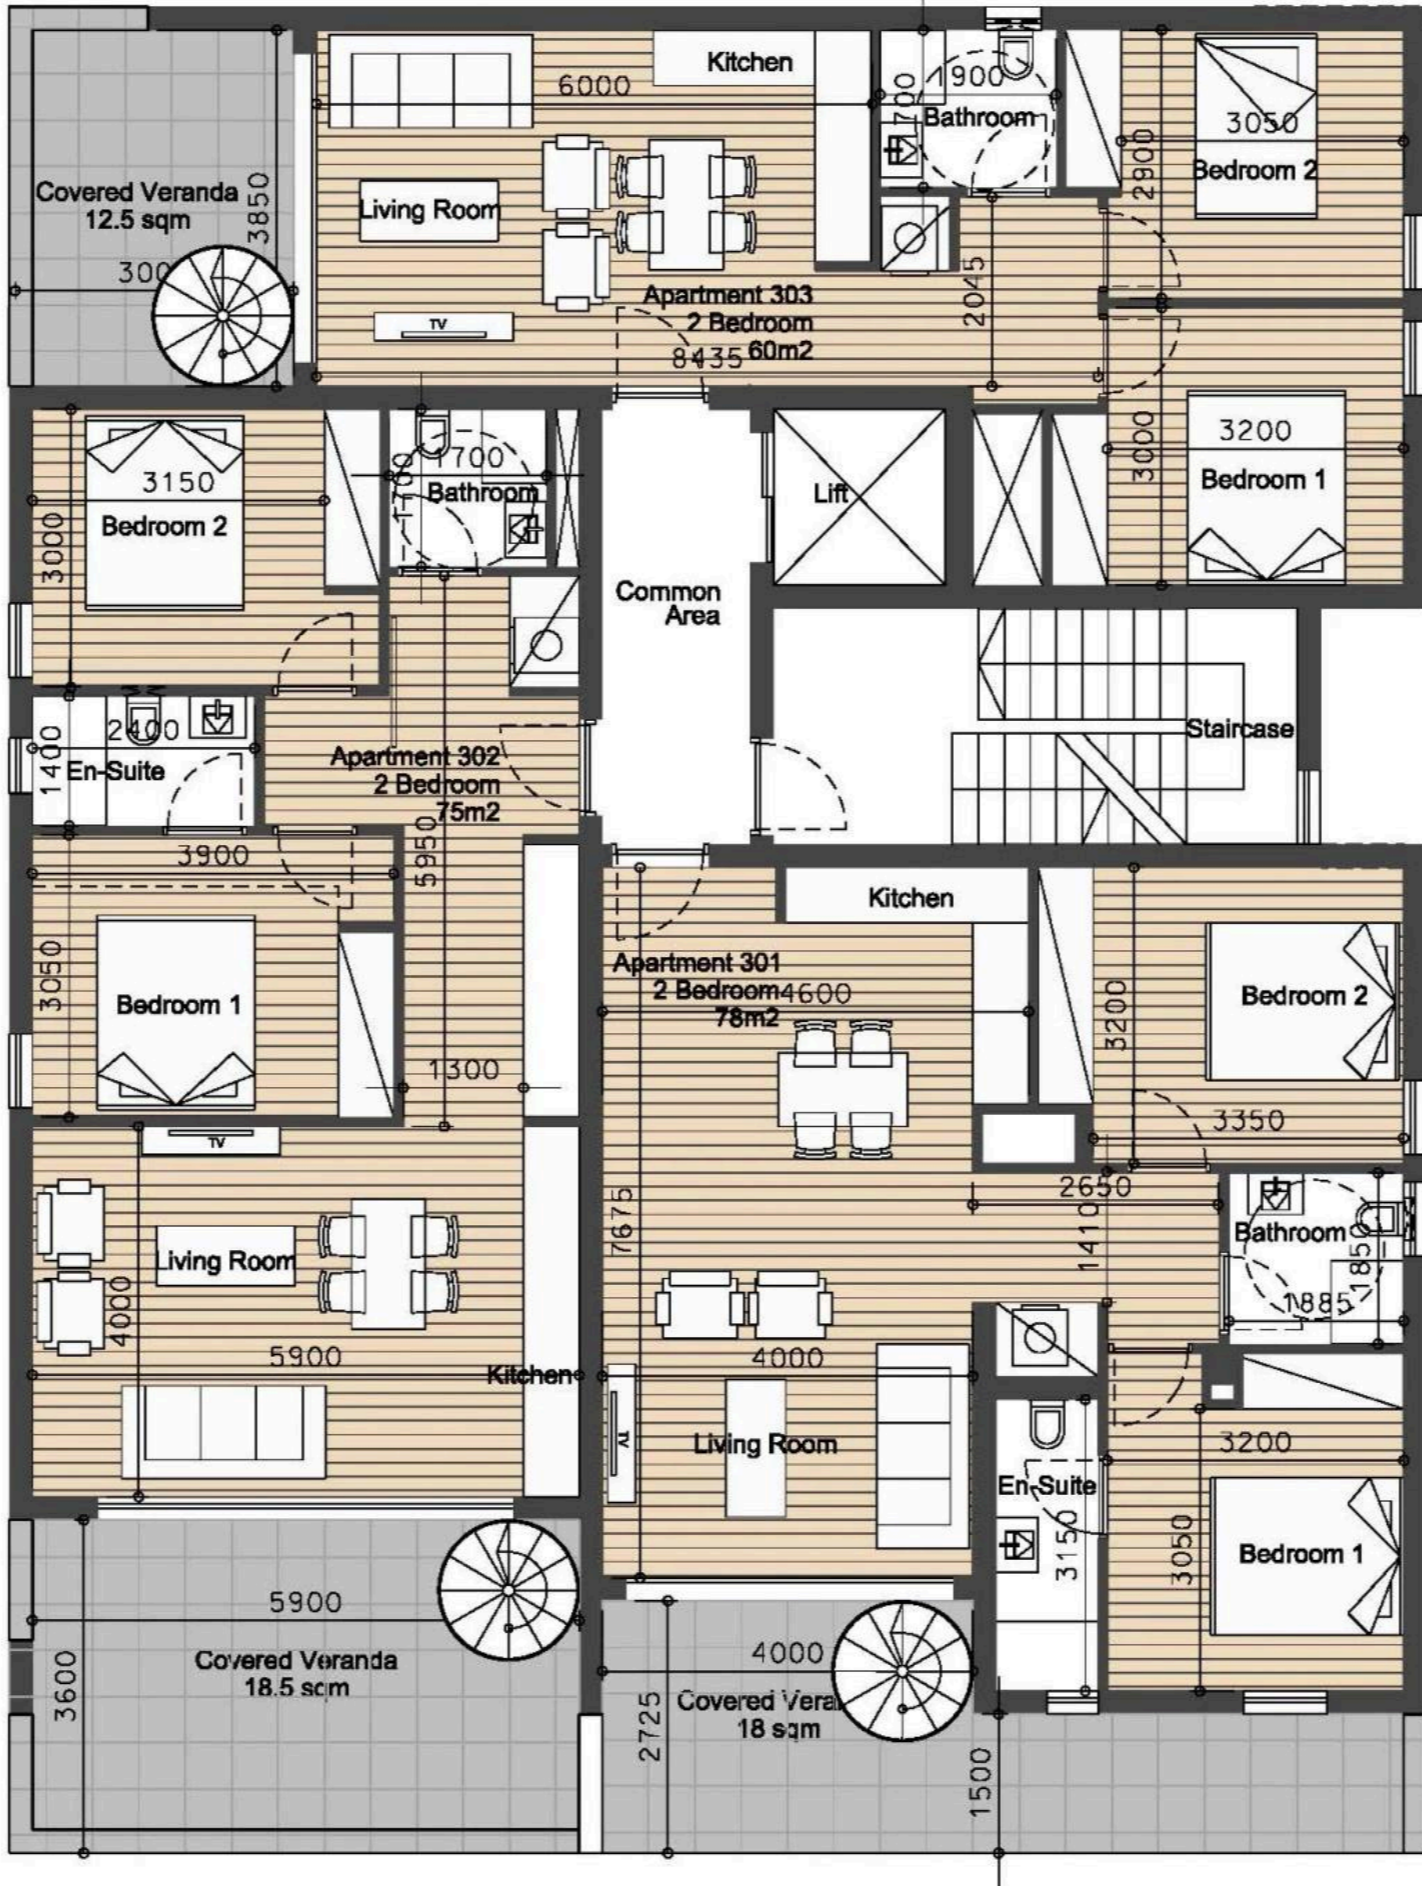 Kitchen
6000
1900
700
Bathroom
3050
2900
Bedroom 2
Covered Veranda
12.5 sqm
3850
300
Living Room
TV
Apartment 303
2 Bedroom
60m2
8435
2045
3200
3000
Bedroom 1
3150
Bedroom 2
3000
1700
1700
Bathroom
Lift
Common
Area
Staircase
1400
2400
En-Suite
Apartment 302
2 Bedroom
75m2
5950
3900
3050
Bedroom 1
1300
Kitchen
Apartment 301
2 Bedroom
78m2
4600
3200
Bedroom 2
3350
TV
Living Room
4000
5900
Kitchen
7675
2650
1410
Bathroom
1850
1885
4000
TV
Living Room
En-Suite
3150
3200
3050
Bedroom 1
5900
Covered Veranda
18.5 sqm
3600
4000
Covered Vera
18 sqm
2725
1500